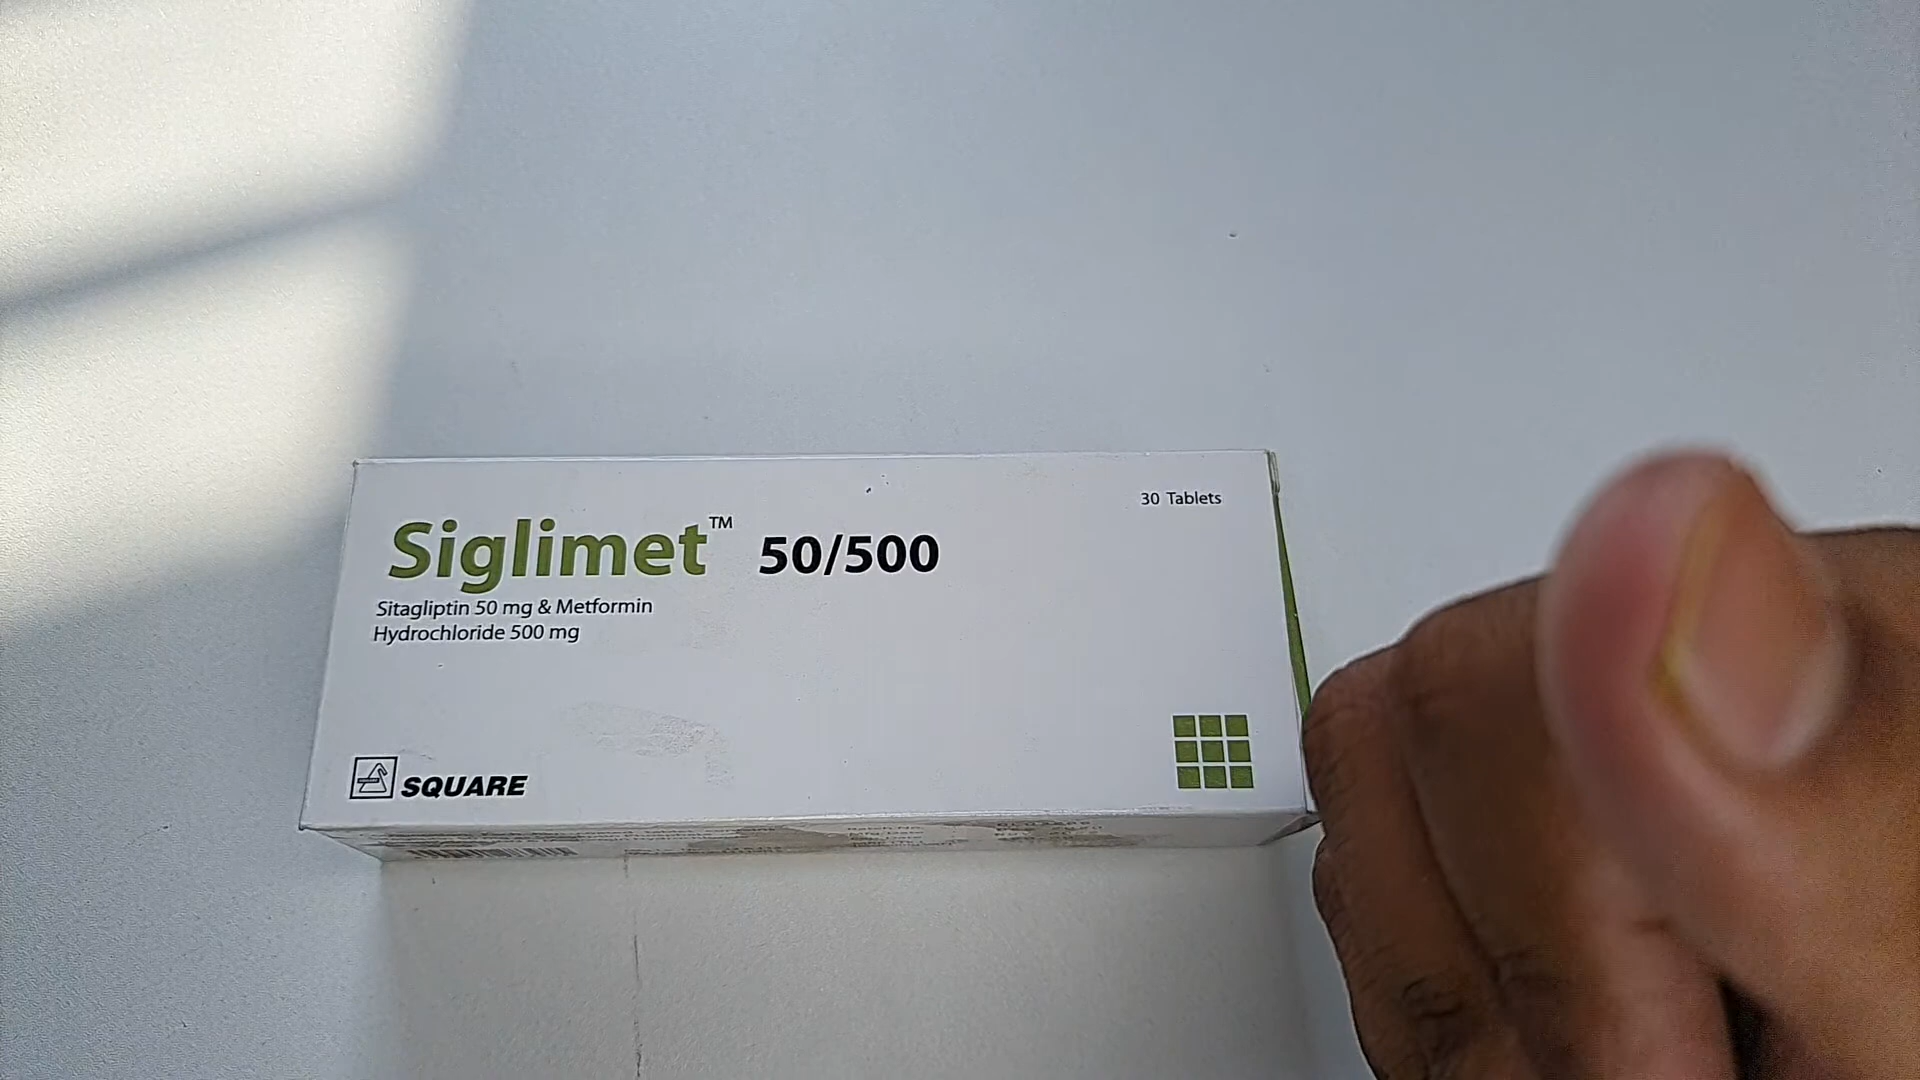 30 Tablets
Siglimet™ 50/500
Sitagliptin 50 mg & Metformin
Hydrochloride 500 mg
SQUARE